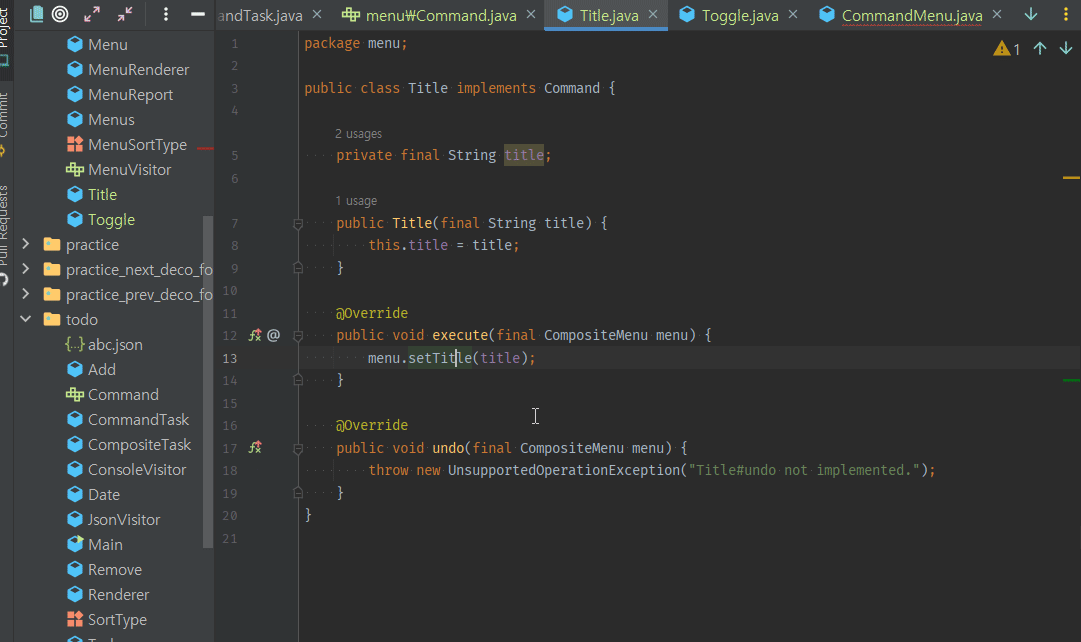 andTask.java × menu₩Command.java × Title.java × Toggle.java × CommandMenu.java ×
Project
Commit
Pull Requests
Menu
MenuRenderer
MenuReport
Menus
MenuSortType
MenuVisitor
Title
Toggle
practice
practice_next_deco_fo
practice_prev_deco_fo
todo
abc.json
Add
Command
CommandTask
CompositeTask
ConsoleVisitor
Date
JsonVisitor
Main
Remove
Renderer
SortType
1
1 package menu;
2
3 public class Title implements Command {
4
2 usages
5 private final String title;
6
1 usage
7 public Title(final String title) {
8 this.title = title;
9 }
10
11 @Override
12 public void execute(final CompositeMenu menu) {
13 menu.setTitle(title);
14 }
15
16 @Override
17 public void undo(final CompositeMenu menu) {
18 throw new UnsupportedOperationException("Title#undo not implemented.");
19 }
20 }
21